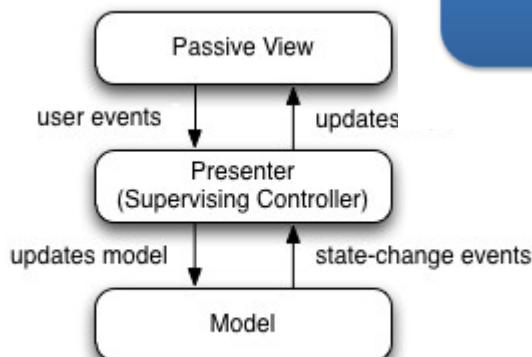 Passive View
user events
updates
Presenter
(Supervising Controller)
updates model
state-change events
Model